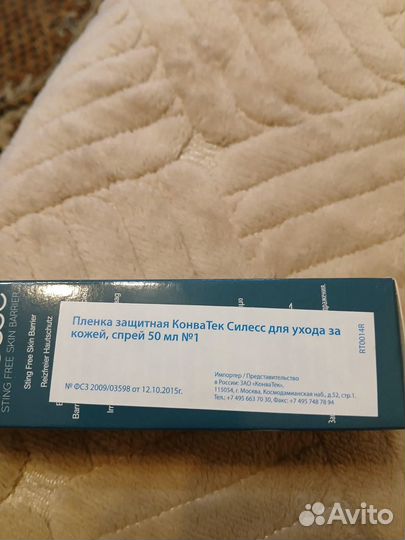 STING FREE SKIN BARRIER
Sting Free Skin Barrier
Reizfreier Hautschutz
Пленка защитная КонваТек Силесс для ухода за
кожей, спрей 50 мл №1
№ ФСЗ 2009/03598 от 12.10.2015г.
Импортер / Представительство
в России: ЗАО «КонваТек»,
115054, г. Москва, Космодамианская наб., д.52, стр.1.
Тел.: +7 495 663 70 30, Факс.: +7 495 748 78 94
RT0014R
Avito